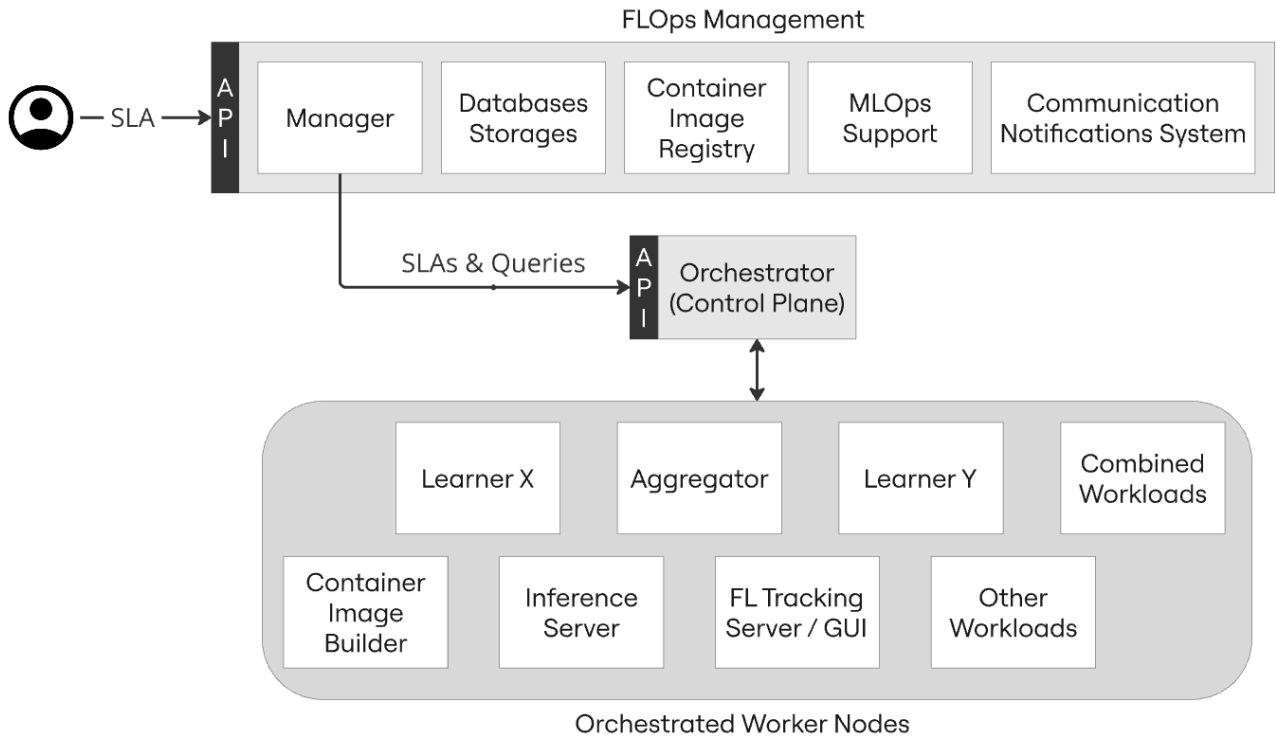 FLOps Management
SLA
A
P
I
Manager
Databases
Storages
Container
Image
Registry
MLOps
Support
Communication
Notifications System
SLAs & Queries
A
P
I
Orchestrator
(Control Plane)
Learner X
Aggregator
Learner Y
Combined
Workloads
Container
Image
Builder
Inference
Server
FL Tracking
Server / GUI
Other
Workloads
Orchestrated Worker Nodes